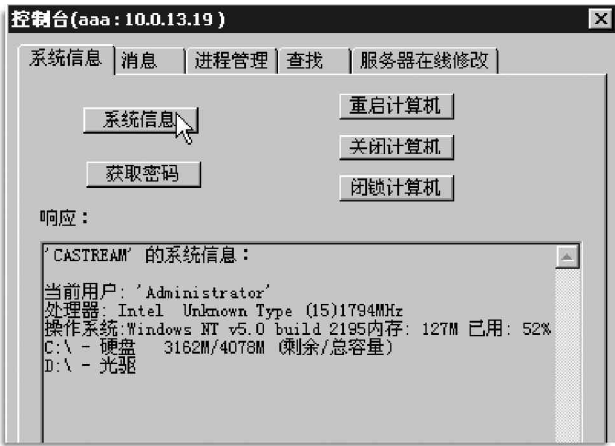 控制台(aaa : 10.0.13.19 )
系统信息 消息 进程管理 查找 服务器在线修改
系统信息 重启计算机
关闭计算机
获取密码 闭锁计算机
响应：
'CASTREAM' 的系统信息：
当前用户: 'Administrator'
处理器: Intel Unknown Type (15)1794MHz
操作系统:Windows NT v5.0 build 2195内存: 127M 已用: 52%
C:\ - 硬盘 3162M/4078M (剩余/总容量)
D:\ - 光驱